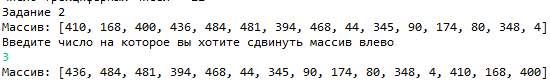 Задание 2
Массив: [410, 168, 400, 436, 484, 481, 394, 468, 44, 345, 90, 174, 80, 348, 4]
Введите число на которое вы хотите сдвинуть массив влево
3
Массив: [436, 484, 481, 394, 468, 44, 345, 90, 174, 80, 348, 4, 410, 168, 400]